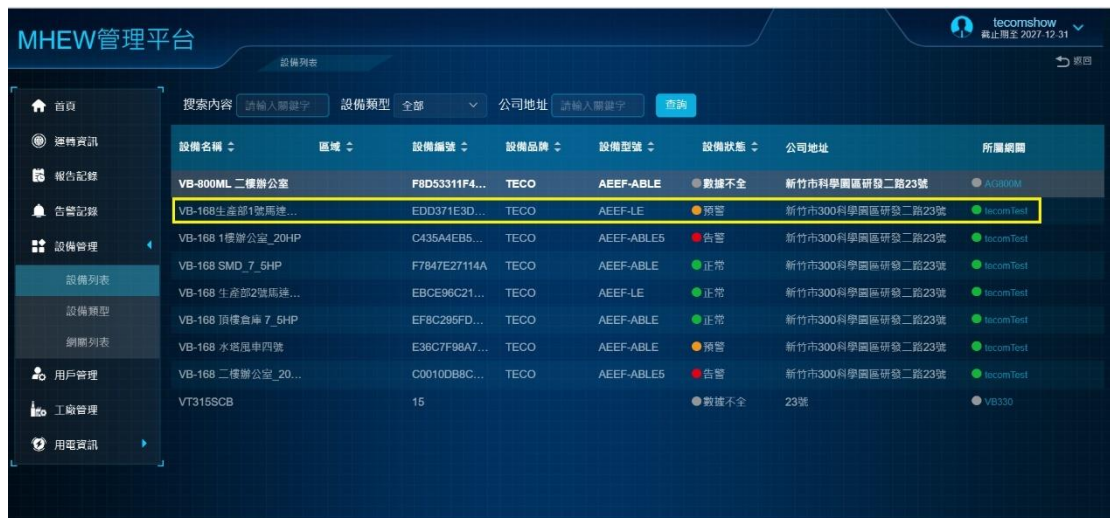 MHEW管理平台
tecomshow
截止期至 2027-12-31
設備列表
返回
首頁
運轉資訊
報告記錄
告警記錄
設備管理
設備列表
設備類型
網關列表
用戶管理
工廠管理
用電資訊
搜索內容 請輸入關鍵字 設備類型 全部 公司地址 請輸入關鍵字 查詢
設備名稱 區域 設備編號 設備品牌 設備型號 設備狀態 公司地址 所屬網關
VB-800ML 二樓辦公室 F8D53311F4... TECO AEEF-ABLE 數據不全 新竹市科學園區研發二路23號 AG800M
VB-168生產部1號馬達... EDD371E3D... TECO AEEF-LE 預警 新竹市300科學園區研發二路23號 tecomTest
VB-168 1樓辦公室_20HP C435A4EB5... TECO AEEF-ABLE5 告警 新竹市300科學園區研發二路23號 tecomTest
VB-168 SMD_7_5HP F7847E27114A TECO AEEF-ABLE 正常 新竹市300科學園區研發二路23號 tecomTest
VB-168 生產部2號馬達... EBCE96C21... TECO AEEF-LE 正常 新竹市300科學園區研發二路23號 tecomTest
VB-168 頂樓倉庫 7_5HP EF8C295FD... TECO AEEF-ABLE 正常 新竹市300科學園區研發二路23號 tecomTest
VB-168 水塔風車四號 E36C7F98A7... TECO AEEF-ABLE 預警 新竹市300科學園區研發二路23號 tecomTest
VB-168 二樓辦公室_20... C0010DB8C... TECO AEEF-ABLE5 告警 新竹市300科學園區研發二路23號 tecomTest
VT315SCB 15 數據不全 23號 VB330